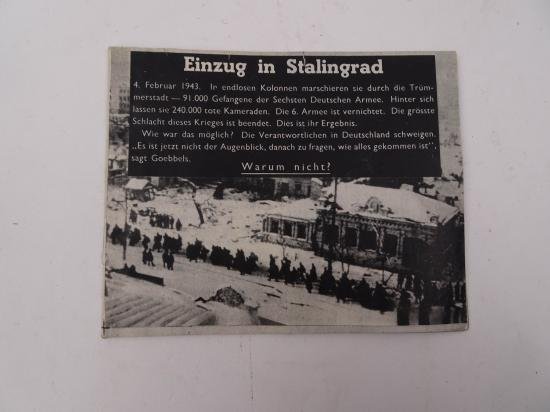 Einzug in Stalingrad
4. Februar 1943. In endlosen Kolonnen marschieren sie durch die Trüm-
merstadt — 91.000 Gefangene der Sechsten Deutschen Armee. Hinter sich
lassen sie 240.000 tote Kameraden. Die 6. Armee ist vernichtet. Die grösste
Schlacht dieses Krieges ist beendet. Dies ist ihr Ergebnis.
Wie war das möglich? Die Verantwortlichen in Deutschland schweigen.
„Es ist jetzt nicht der Augenblick, danach zu fragen, wie alles gekommen ist",
sagt Goebbels.
Warum nicht?